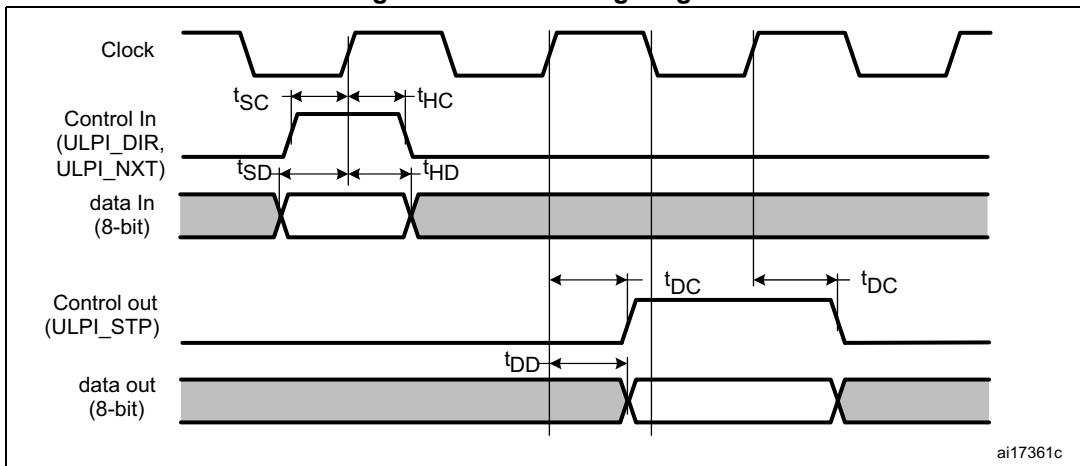 Clock
tSC
tHC
Control In
(ULPI_DIR,
ULPI_NXT)
tSD
tHD
data In
(8-bit)
tDC
tDC
Control out
(ULPI_STP)
tDD
data out
(8-bit)
ai17361c